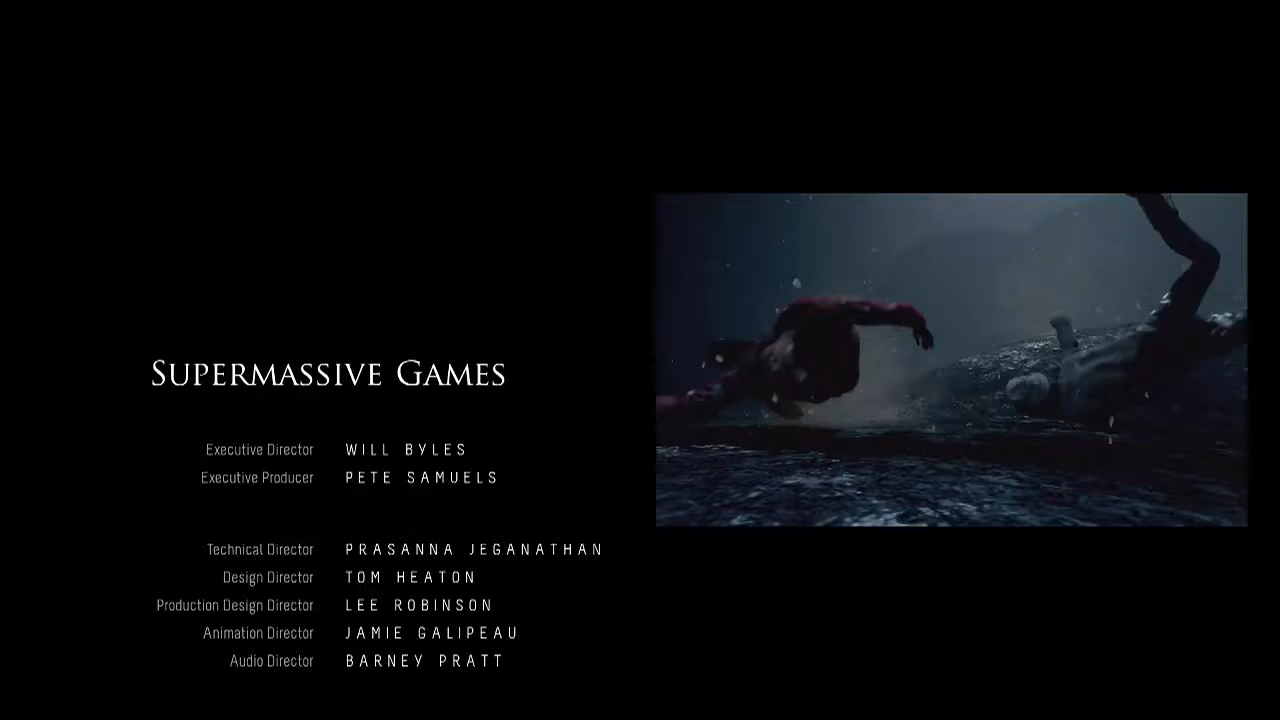 Supermassive Games
Executive Director WILL BYLES
Executive Producer PETE SAMUELS
Technical Director PRASANNA JEGANATHAN
Design Director TOM HEATON
Production Design Director LEE ROBINSON
Animation Director JAMIE GALIPEAU
Audio Director BARNEY PRATT